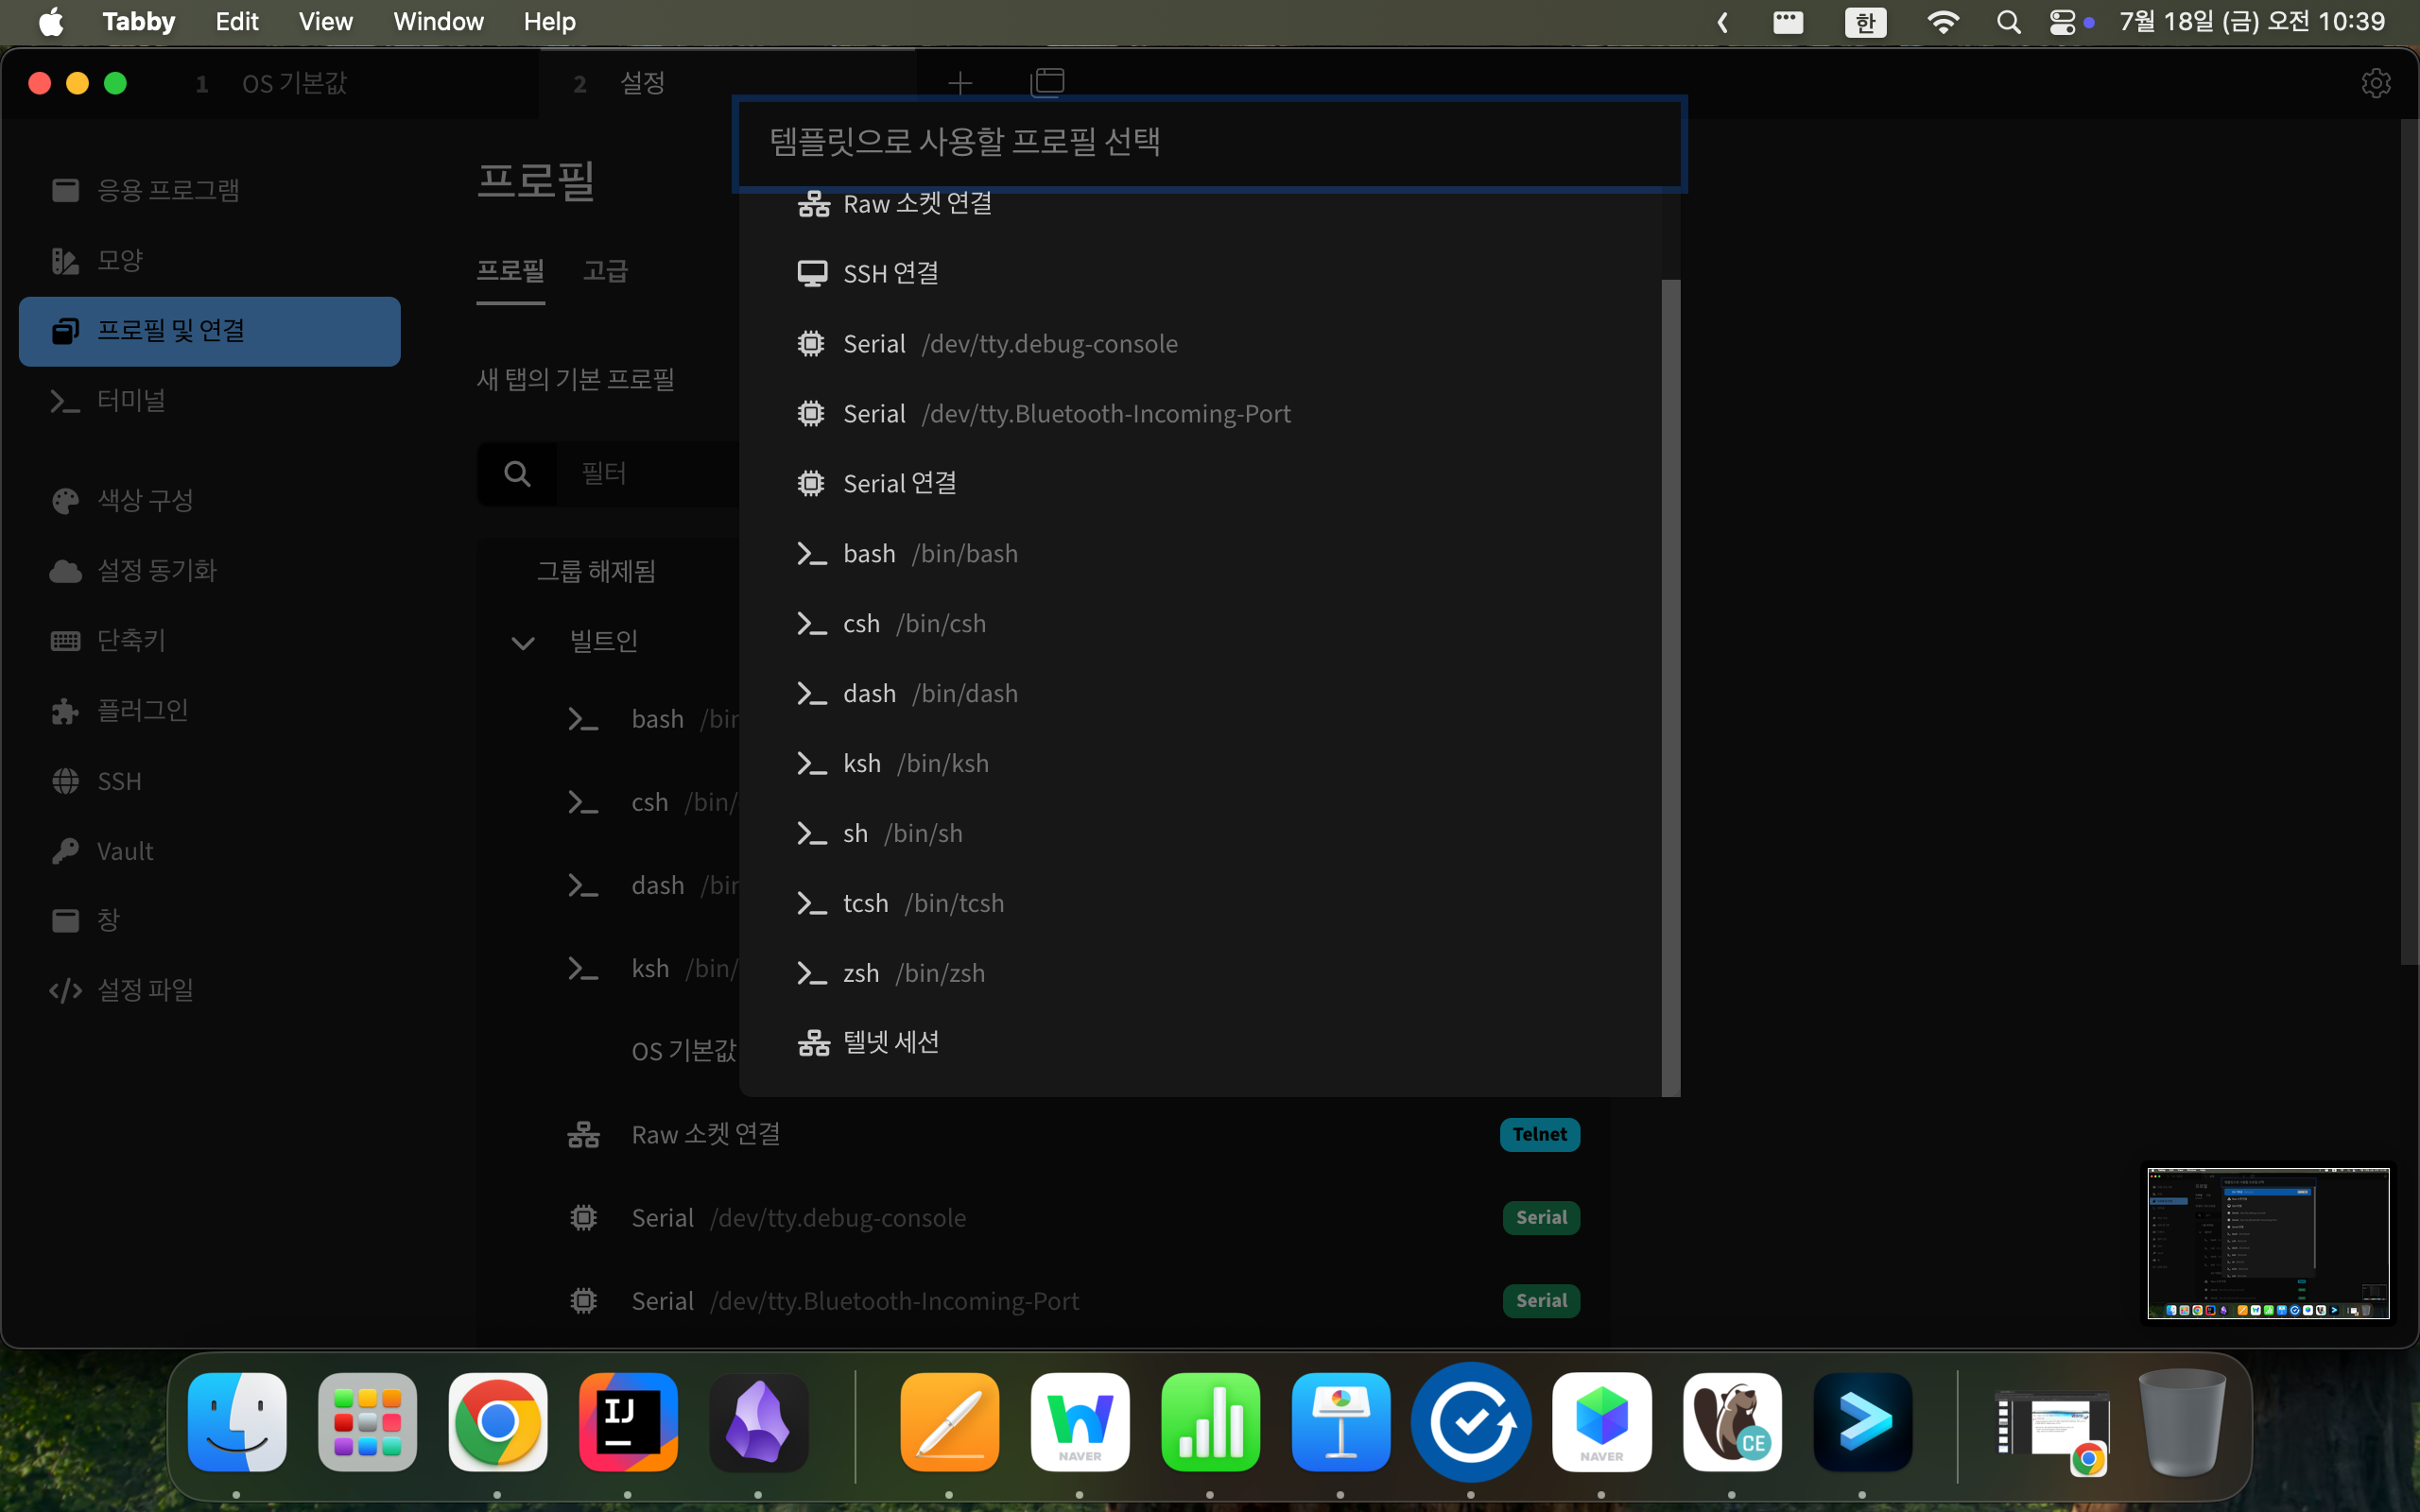 Tabby Edit View Window Help
한 7월 18일 (금) 오전 10:39
1 OS 기본값
2 설정
템플릿으로 사용할 프로필 선택
응용 프로그램
모양
프로필 및 연결
터미널
색상 구성
설정 동기화
단축키
플러그인
SSH
Vault
창
설정 파일
프로필
프로필 고급
새 탭의 기본 프로필
필터
그룹 해제됨
빌트인
bash /bin
csh /bin/
dash /bin
ksh /bin/
OS 기본값
Raw 소켓 연결 Telnet
Serial /dev/tty.debug-console Serial
Serial /dev/tty.Bluetooth-Incoming-Port Serial
Raw 소켓 연결
SSH 연결
Serial /dev/tty.debug-console
Serial /dev/tty.Bluetooth-Incoming-Port
Serial 연결
bash /bin/bash
csh /bin/csh
dash /bin/dash
ksh /bin/ksh
sh /bin/sh
tcsh /bin/tcsh
zsh /bin/zsh
텔넷 세션
IJ
NAVER
NAVER
CE